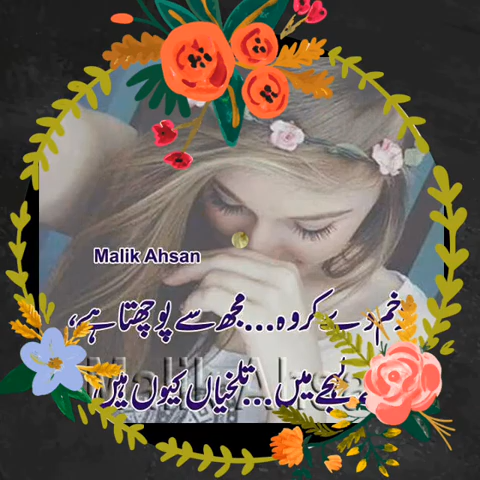 Malik Ahsan
زخم دے کر وہ....مجھ سے پوچھتا ہے،
لہجے میں...تلخیاں کیوں ہیں،،